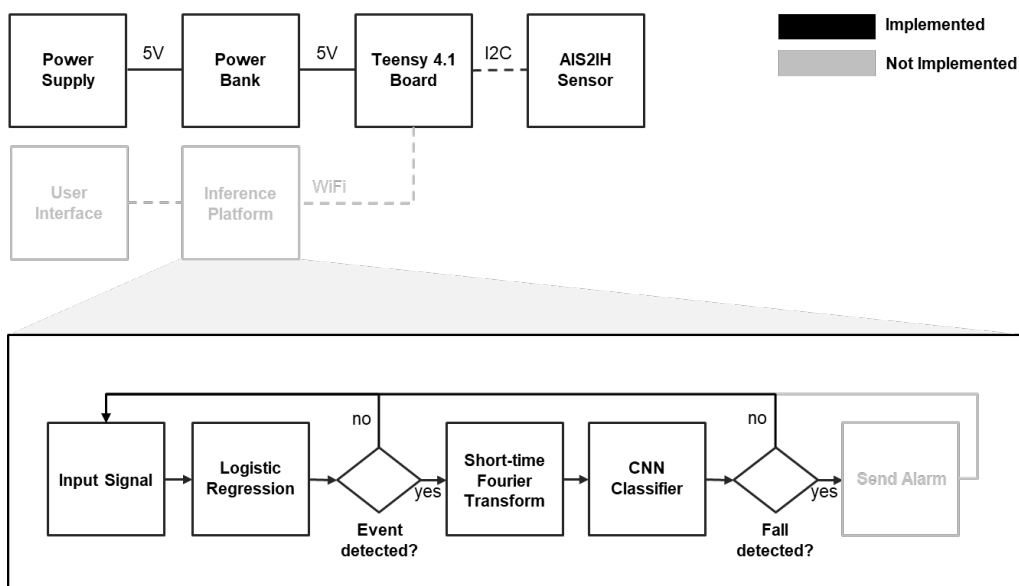 Implemented
Not Implemented
Power
Supply
5V
Power
Bank
5V
Teensy 4.1
Board
I2C
AIS2IH
Sensor
User
Interface
Inference
Platform
WiFi
Input Signal
Logistic
Regression
no
yes
Event
detected?
Short-time
Fourier
Transform
CNN
Classifier
no
yes
Fall
detected?
Send Alarm